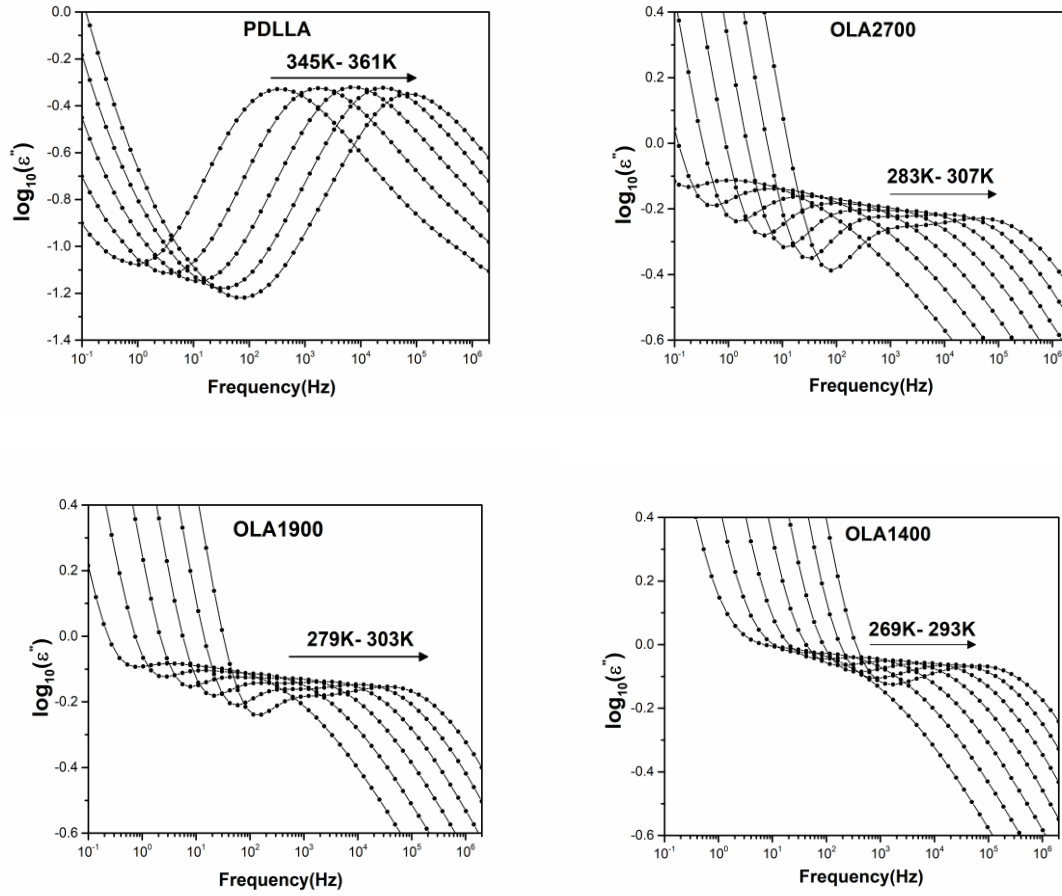 PDLLA
345K- 361K
log10(ε")
0.0
-0.2
-0.4
-0.6
-0.8
-1.0
-1.2
-1.4
10-1 100 101 102 103 104 105 106
Frequency(Hz)
OLA2700
283K- 307K
log10(ε")
0.4
0.2
0.0
-0.2
-0.4
-0.6
10-1 100 101 102 103 104 105 106
Frequency(Hz)
OLA1900
279K- 303K
log10(ε")
0.4
0.2
0.0
-0.2
-0.4
-0.6
10-1 100 101 102 103 104 105 106
Frequency(Hz)
OLA1400
269K- 293K
log10(ε")
0.4
0.2
0.0
-0.2
-0.4
-0.6
10-1 100 101 102 103 104 105 106
Frequency(Hz)